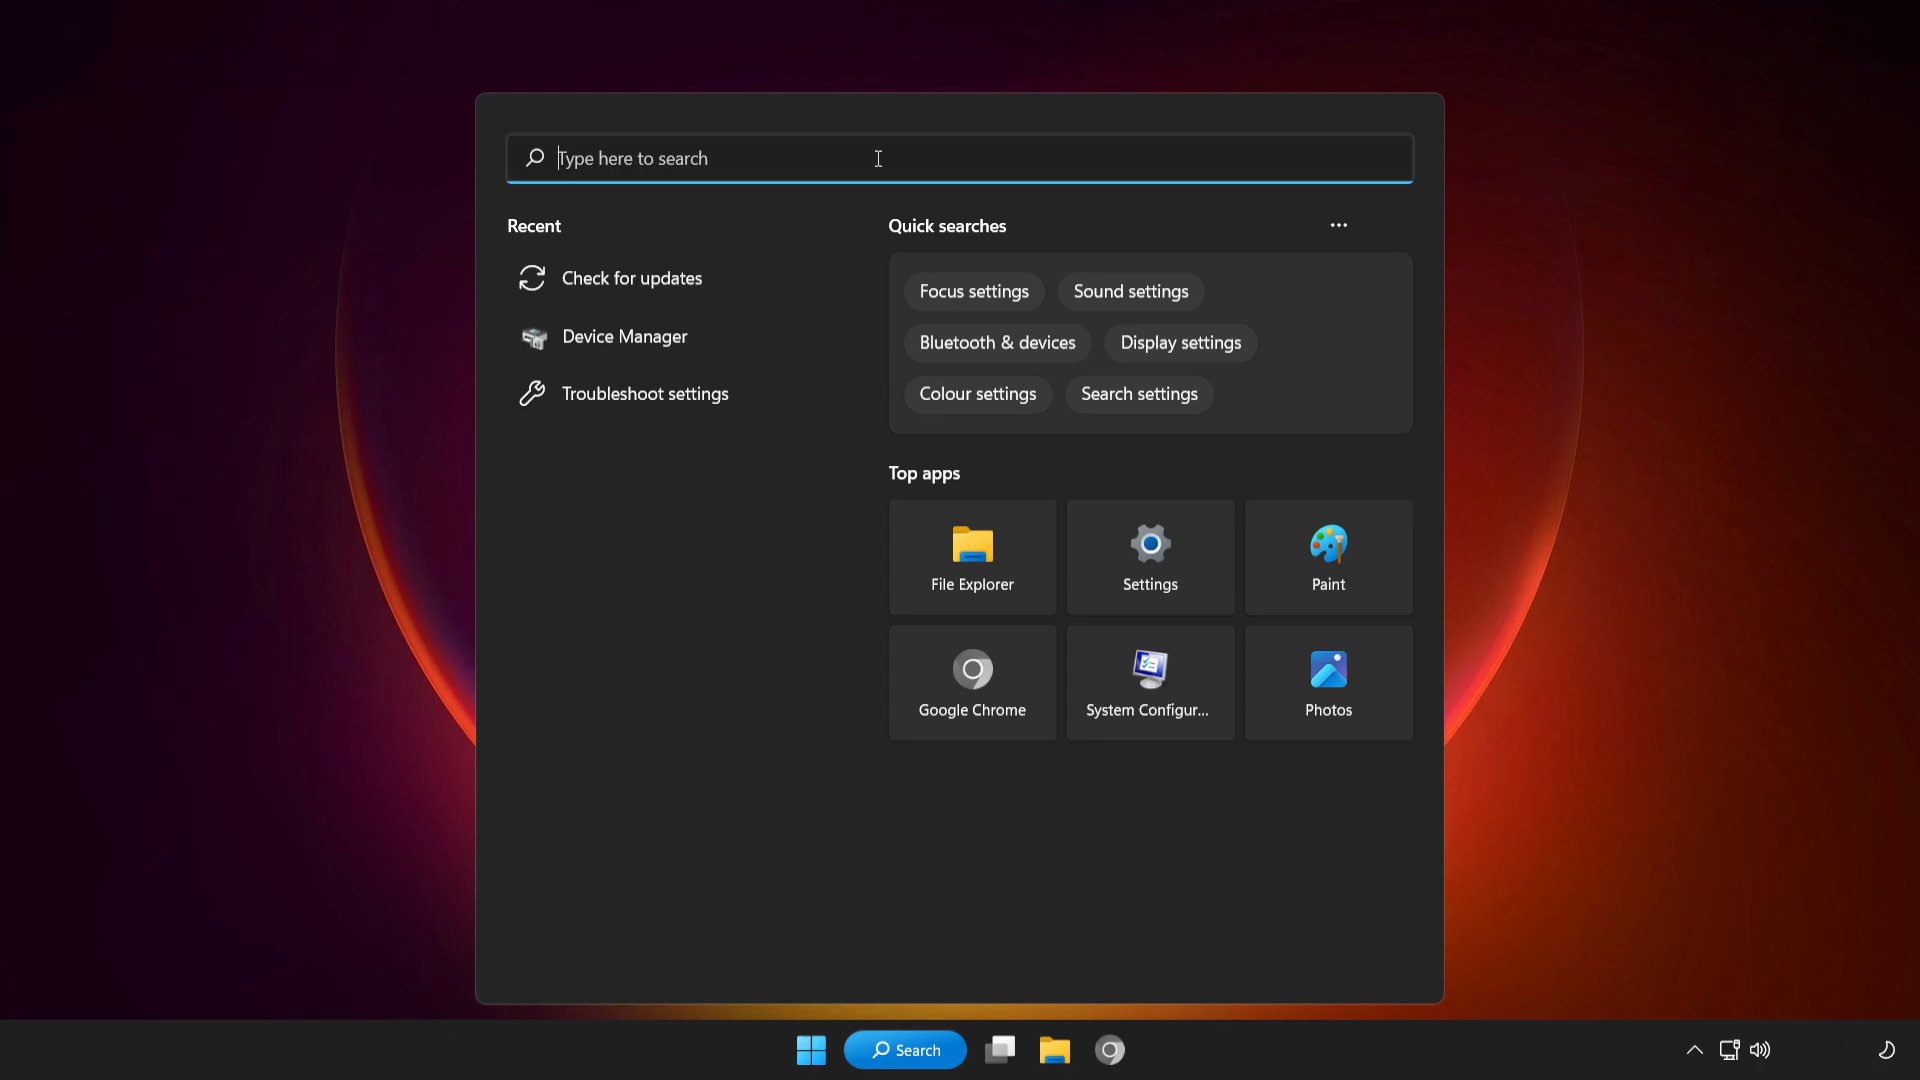 Type here to search
Recent
Quick searches
Check for updates
Device Manager
Troubleshoot settings
Focus settings
Sound settings
Bluetooth & devices
Display settings
Colour settings
Search settings
Top apps
File Explorer
Settings
Paint
Google Chrome
System Configur...
Photos
Search